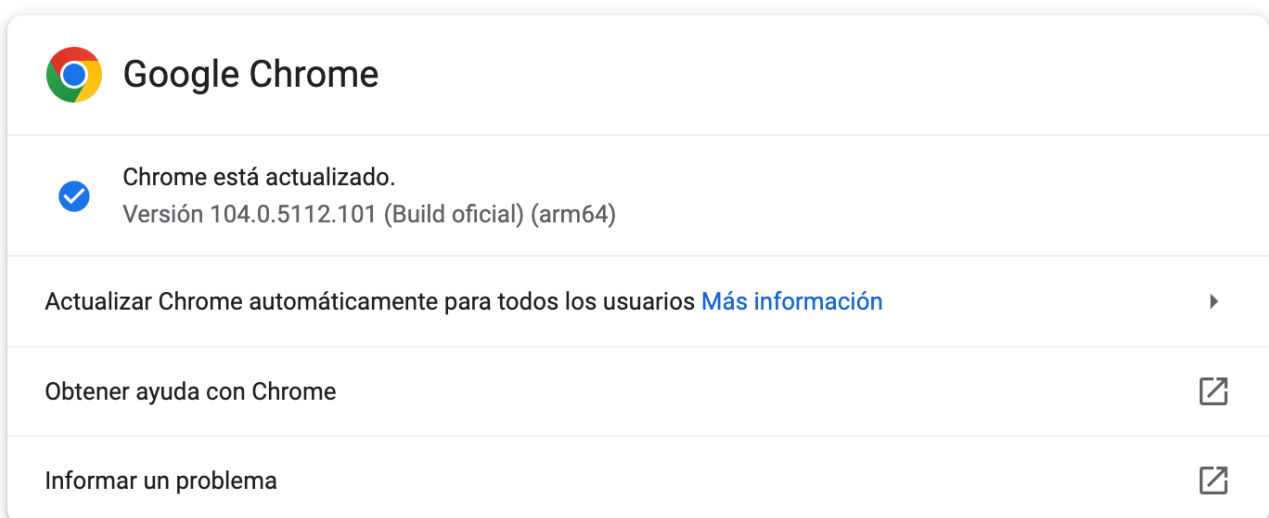 Google Chrome
Chrome está actualizado.
Versión 104.0.5112.101 (Build oficial) (arm64)
Actualizar Chrome automáticamente para todos los usuarios Más información
Obtener ayuda con Chrome
Informar un problema